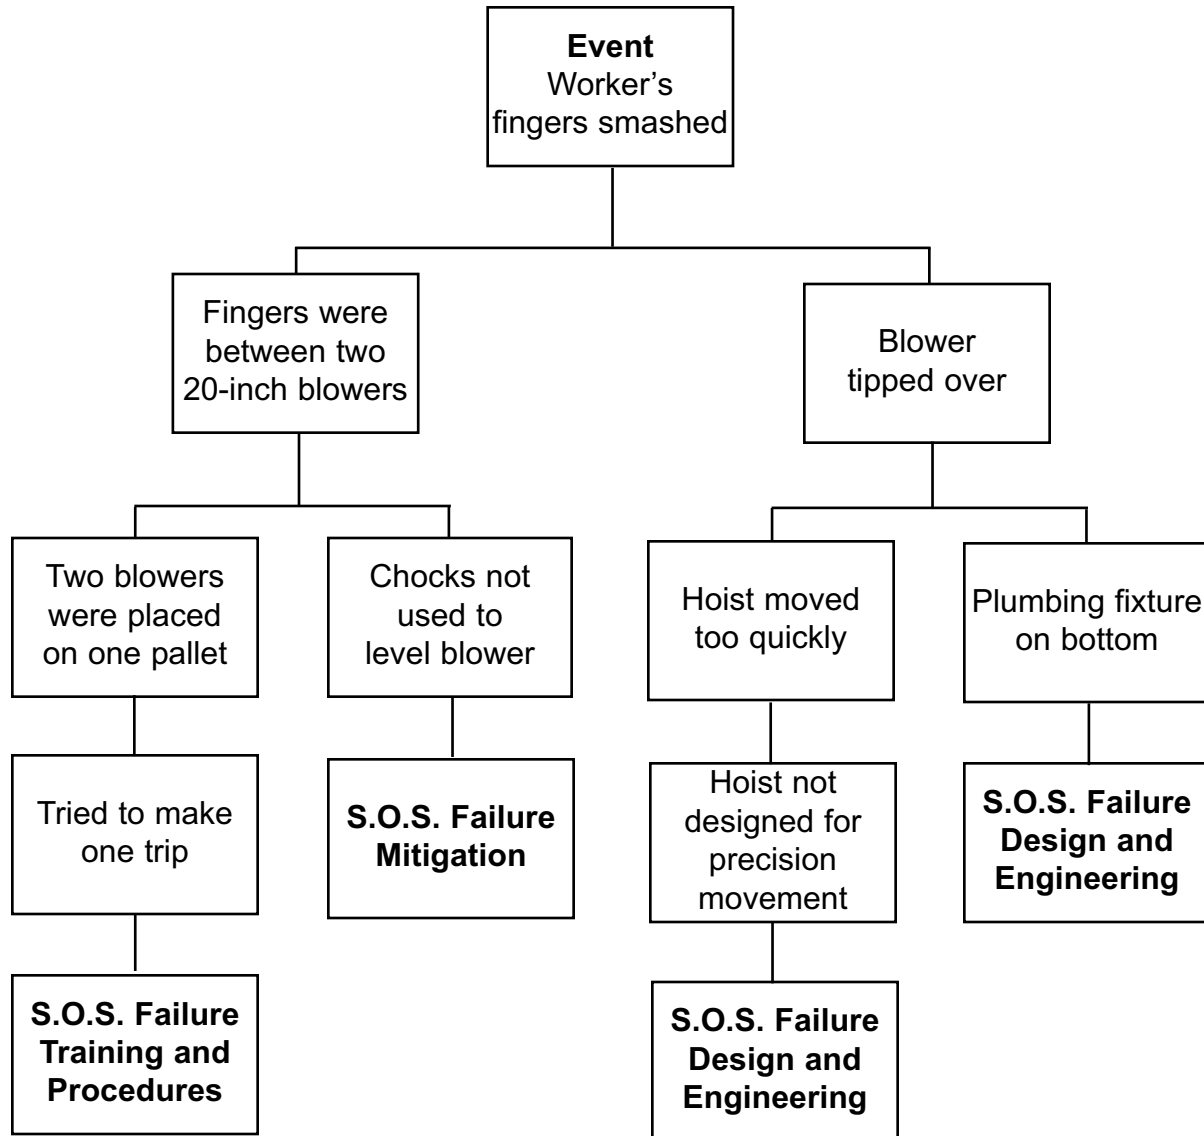 Event
Worker's
fingers smashed
Fingers were
between two
20-inch blowers
Blower
tipped over
Two blowers
were placed
on one pallet
Chocks not
used to
level blower
Hoist moved
too quickly
Plumbing fixture
on bottom
Tried to make
one trip
S.O.S. Failure
Mitigation
Hoist not
designed for
precision
movement
S.O.S. Failure
Design and
Engineering
S.O.S. Failure
Training and
Procedures
S.O.S. Failure
Design and
Engineering